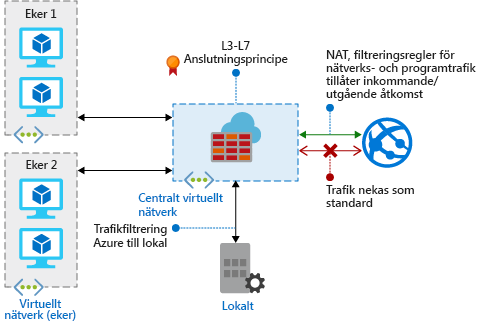 Eker 1
L3-L7
Anslutningsprincipe
NAT, filtreringsregler för
nätverks- och programtrafik
tillåter inkommande/
utgående åtkomst
Eker 2
Centralt virtuellt
nätverk
Trafik nekas som
standard
Trafikfiltrering
Azure till lokal
Virtuellt
nätverk (eker)
Lokalt